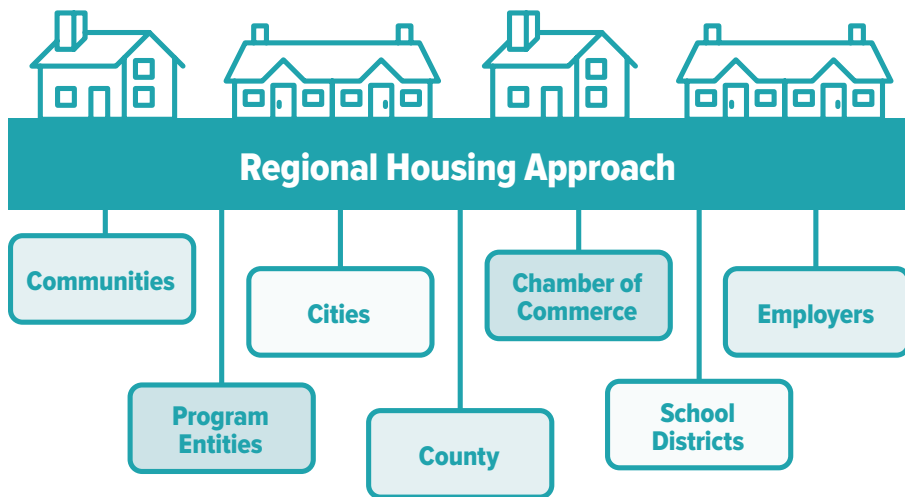 Regional Housing Approach
Communities
Program
Entities
Cities
County
Chamber of
Commerce
School
Districts
Employers